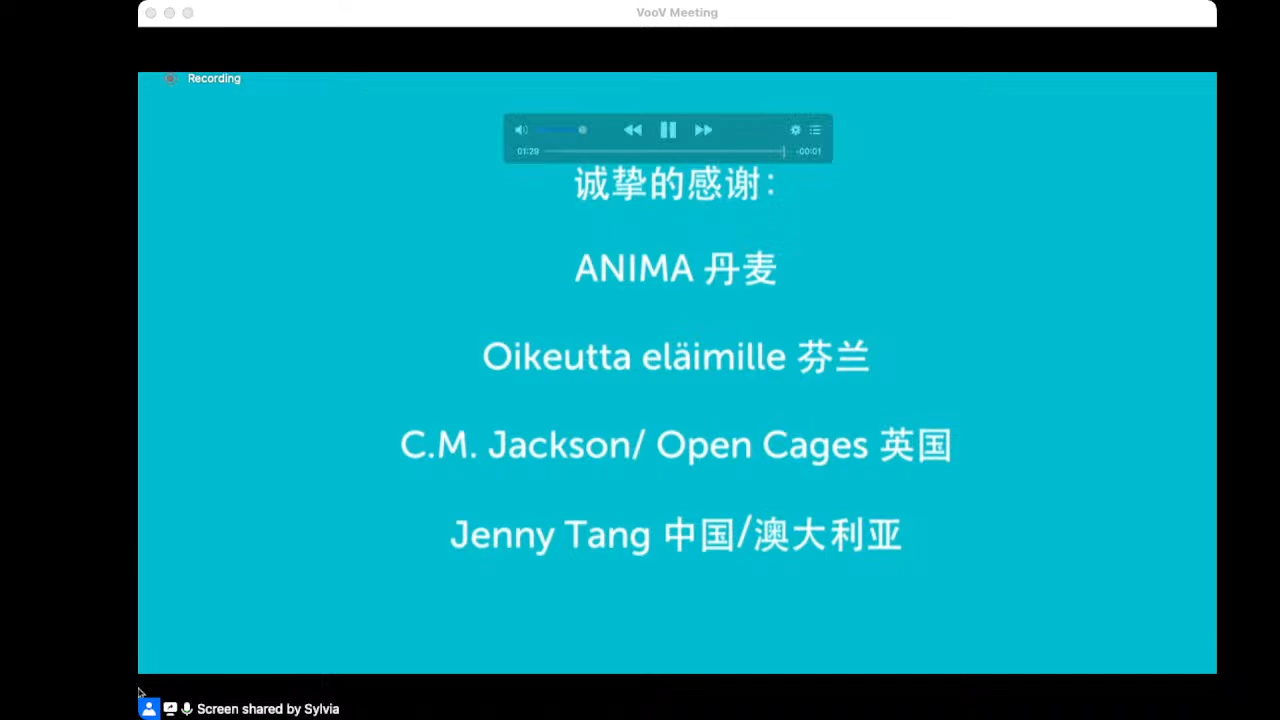 VooV Meeting
Recording
01:29
-00:01
诚挚的感谢：
ANIMA 丹麦
Oikeutta eläimille 芬兰
C.M. Jackson/ Open Cages 英国
Jenny Tang 中国/澳大利亚
Screen shared by Sylvia